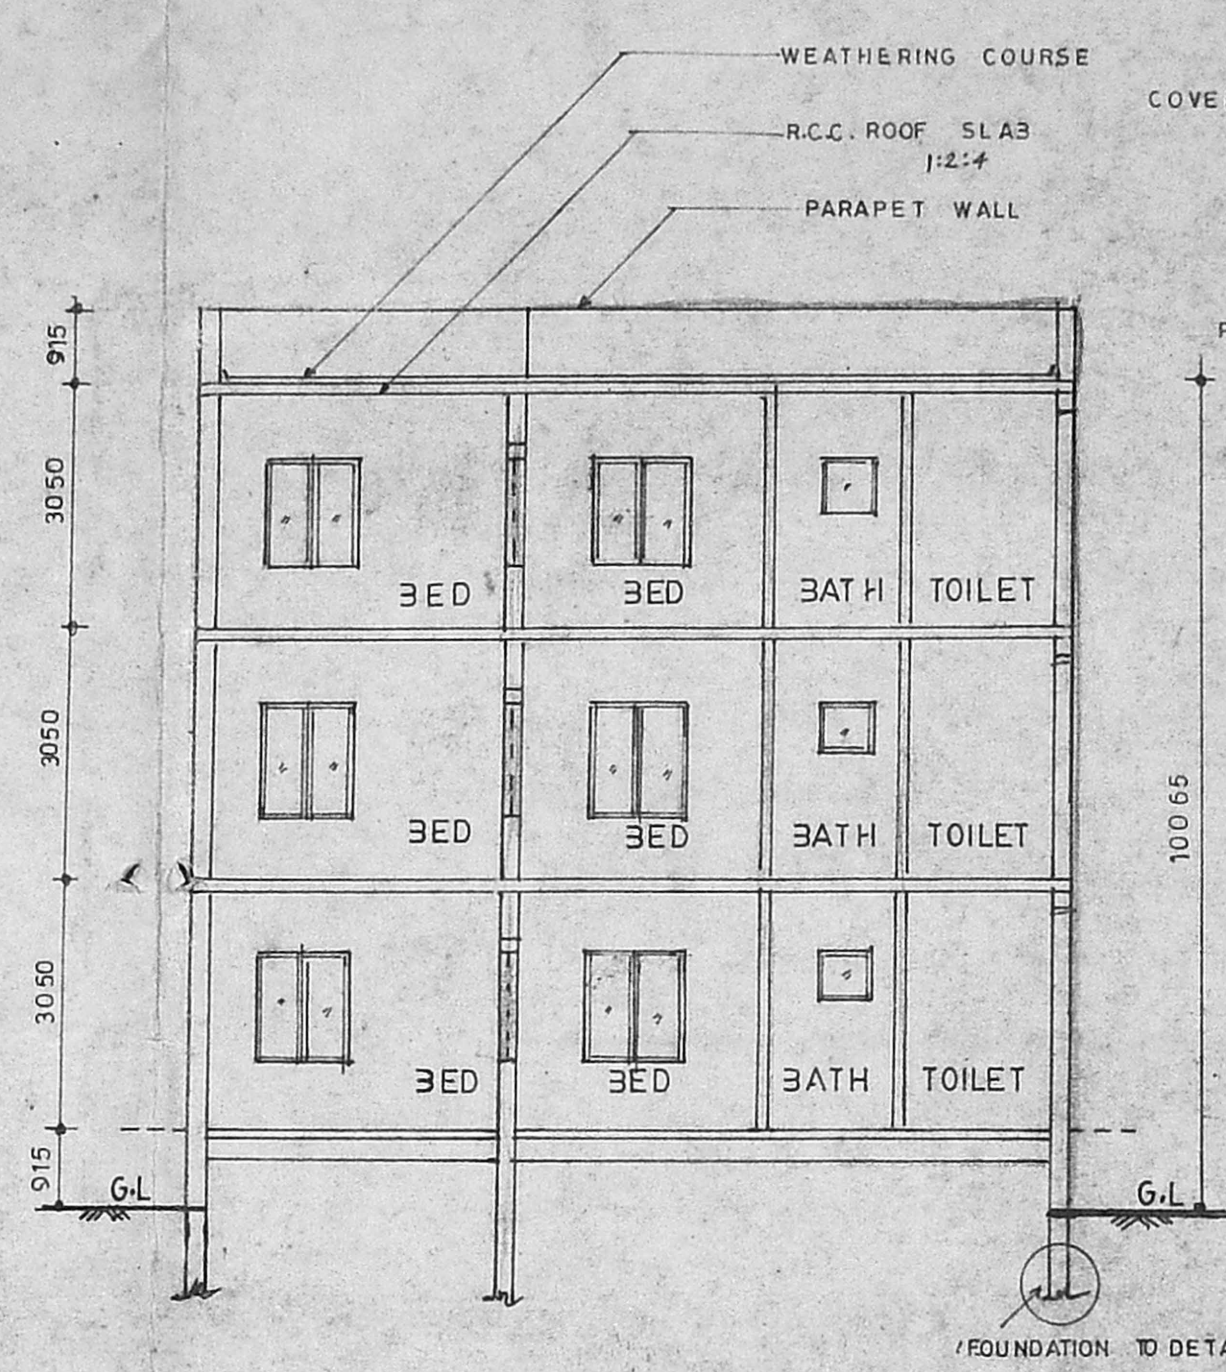 WEATHERING COURSE
COVE
R.C.C. ROOF SLAB
1:2:4
PARAPET WALL
915
3050
BED BED BATH TOILET
3050
10065
BED BED BATH TOILET
3050
BED BED BATH TOILET
915
G.L
G.L
FOUNDATION TO DETA